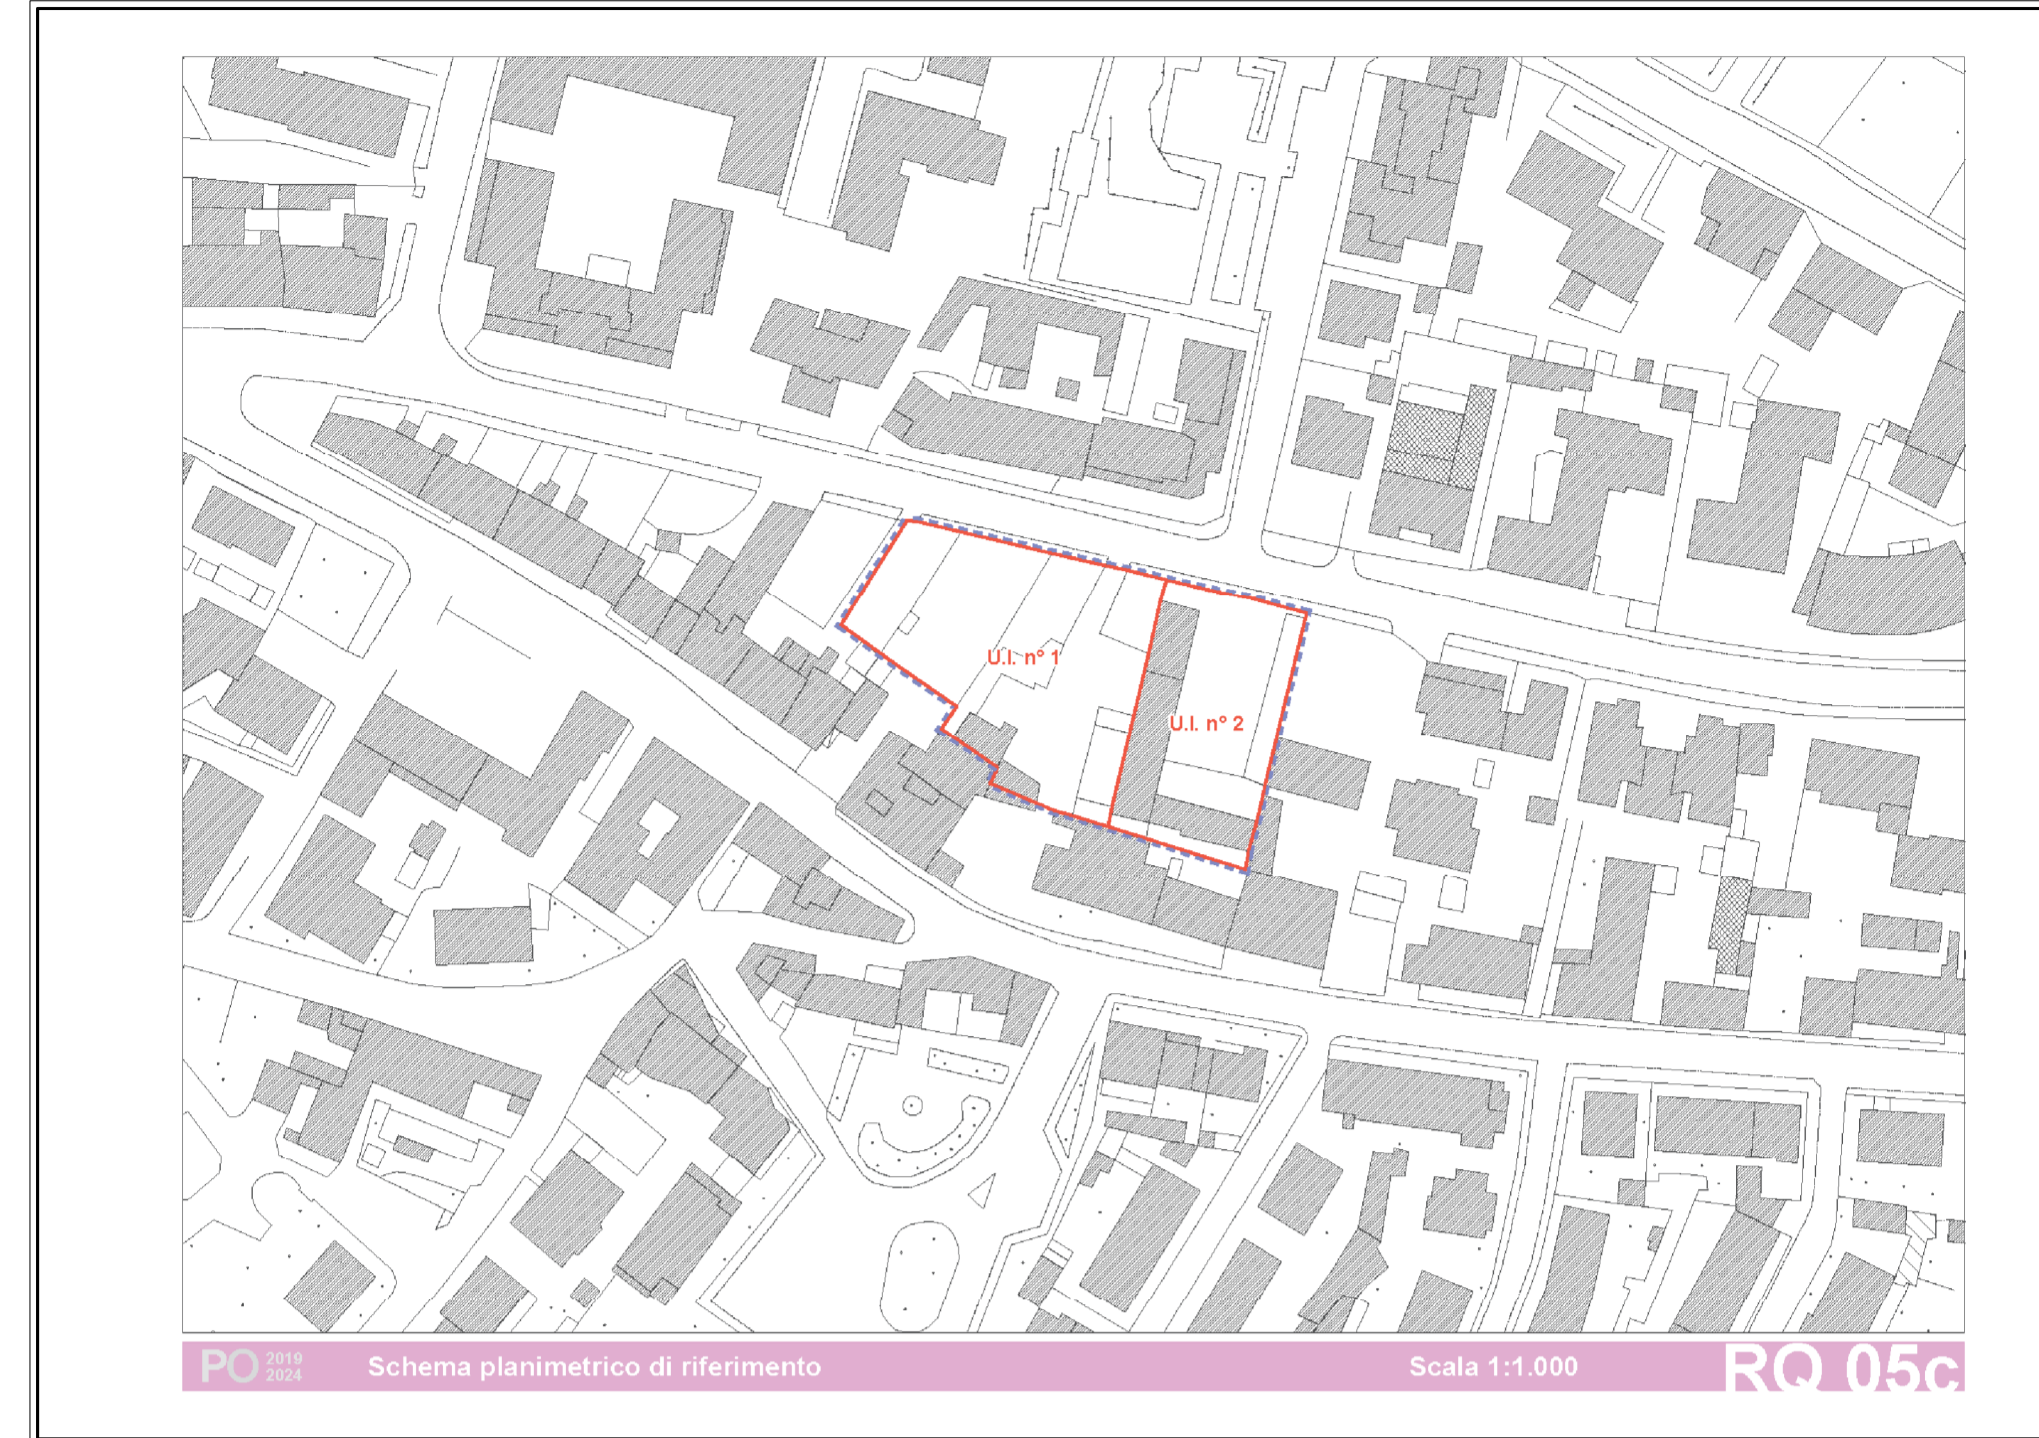 U.I. n° 1
U.I. n° 2
PO 2019 2024 Schema planimetrico di riferimento Scala 1:1.000 RQ 05c